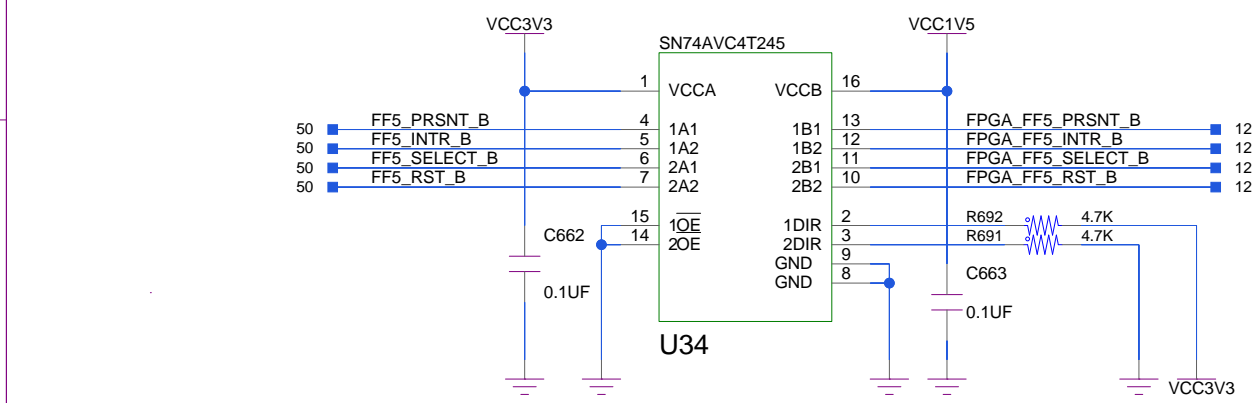 VCC3V3
VCC1V5
SN74AVC4T245
1 VCCA VCCB 16
50 FF5_PRSNT_B 4 1A1 1B1 13 FPGA_FF5_PRSNT_B 12
50 FF5_INTR_B 5 1A2 1B2 12 FPGA_FF5_INTR_B 12
50 FF5_SELECT_B 6 2A1 2B1 11 FPGA_FF5_SELECT_B 12
50 FF5_RST_B 7 2A2 2B2 10 FPGA_FF5_RST_B 12
15 1OE 1DIR 2 R692 4.7K
C662 14 2OE 2DIR 3 R691 4.7K
GND 9
GND 8 C663
0.1UF
0.1UF
U34
VCC3V3